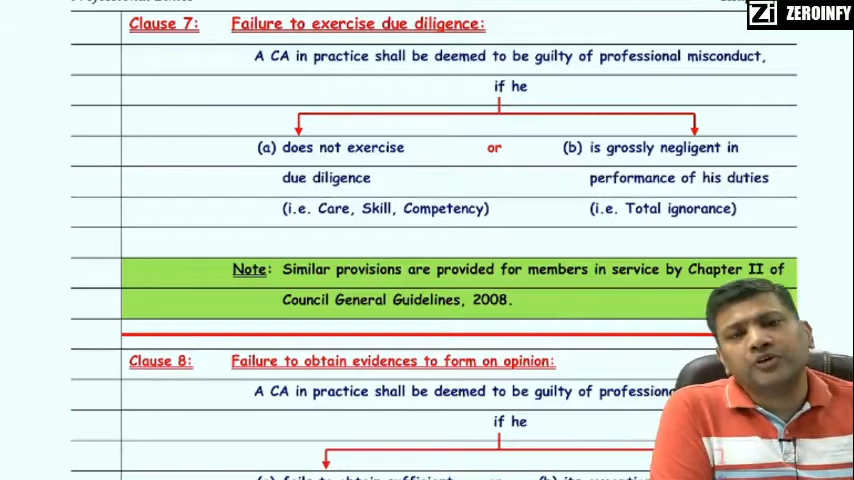 Zi ZEROINFY
Clause 7: Failure to exercise due diligence:
A CA in practice shall be deemed to be guilty of professional misconduct,
if he
(a) does not exercise or (b) is grossly negligent in
due diligence performance of his duties
(i.e. Care, Skill, Competency) (i.e. Total ignorance)
Note: Similar provisions are provided for members in service by Chapter II of
Council General Guidelines, 2008.
Clause 8: Failure to obtain evidences to form on opinion:
A CA in practice shall be deemed to be guilty of
if he